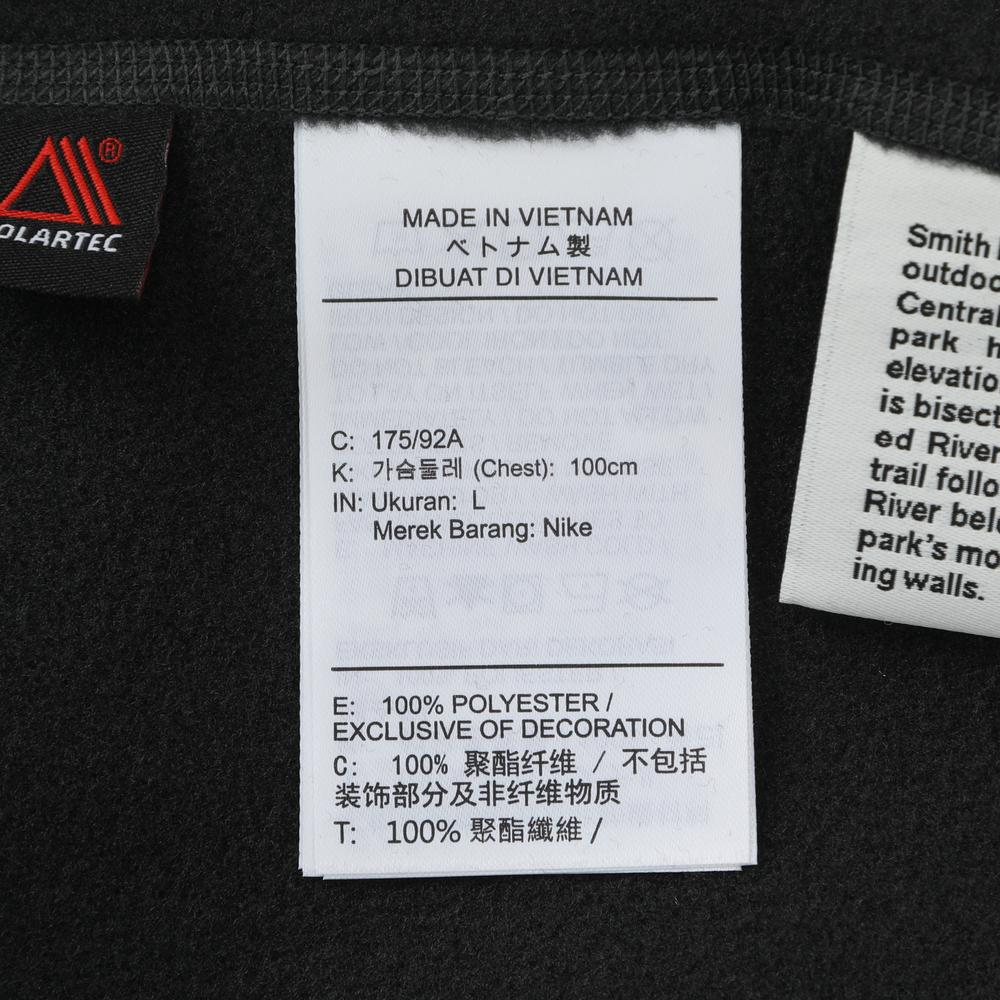 ®
OLARTEC
MADE IN VIETNAM
ベトナム製
DIBUAT DI VIETNAM
C: 175/92A
K: 가슴둘레 (Chest): 100cm
IN: Ukuran: L
Merek Barang: Nike
E: 100% POLYESTER /
EXCLUSIVE OF DECORATION
C: 100% 聚酯纤维 / 不包括
装饰部分及非纤维物质
T: 100% 聚酯纖維 /
Smith
outdoo
Central
park h
elevatio
is bisect
ed River
trail follo
River bel
park's mo
ing walls.